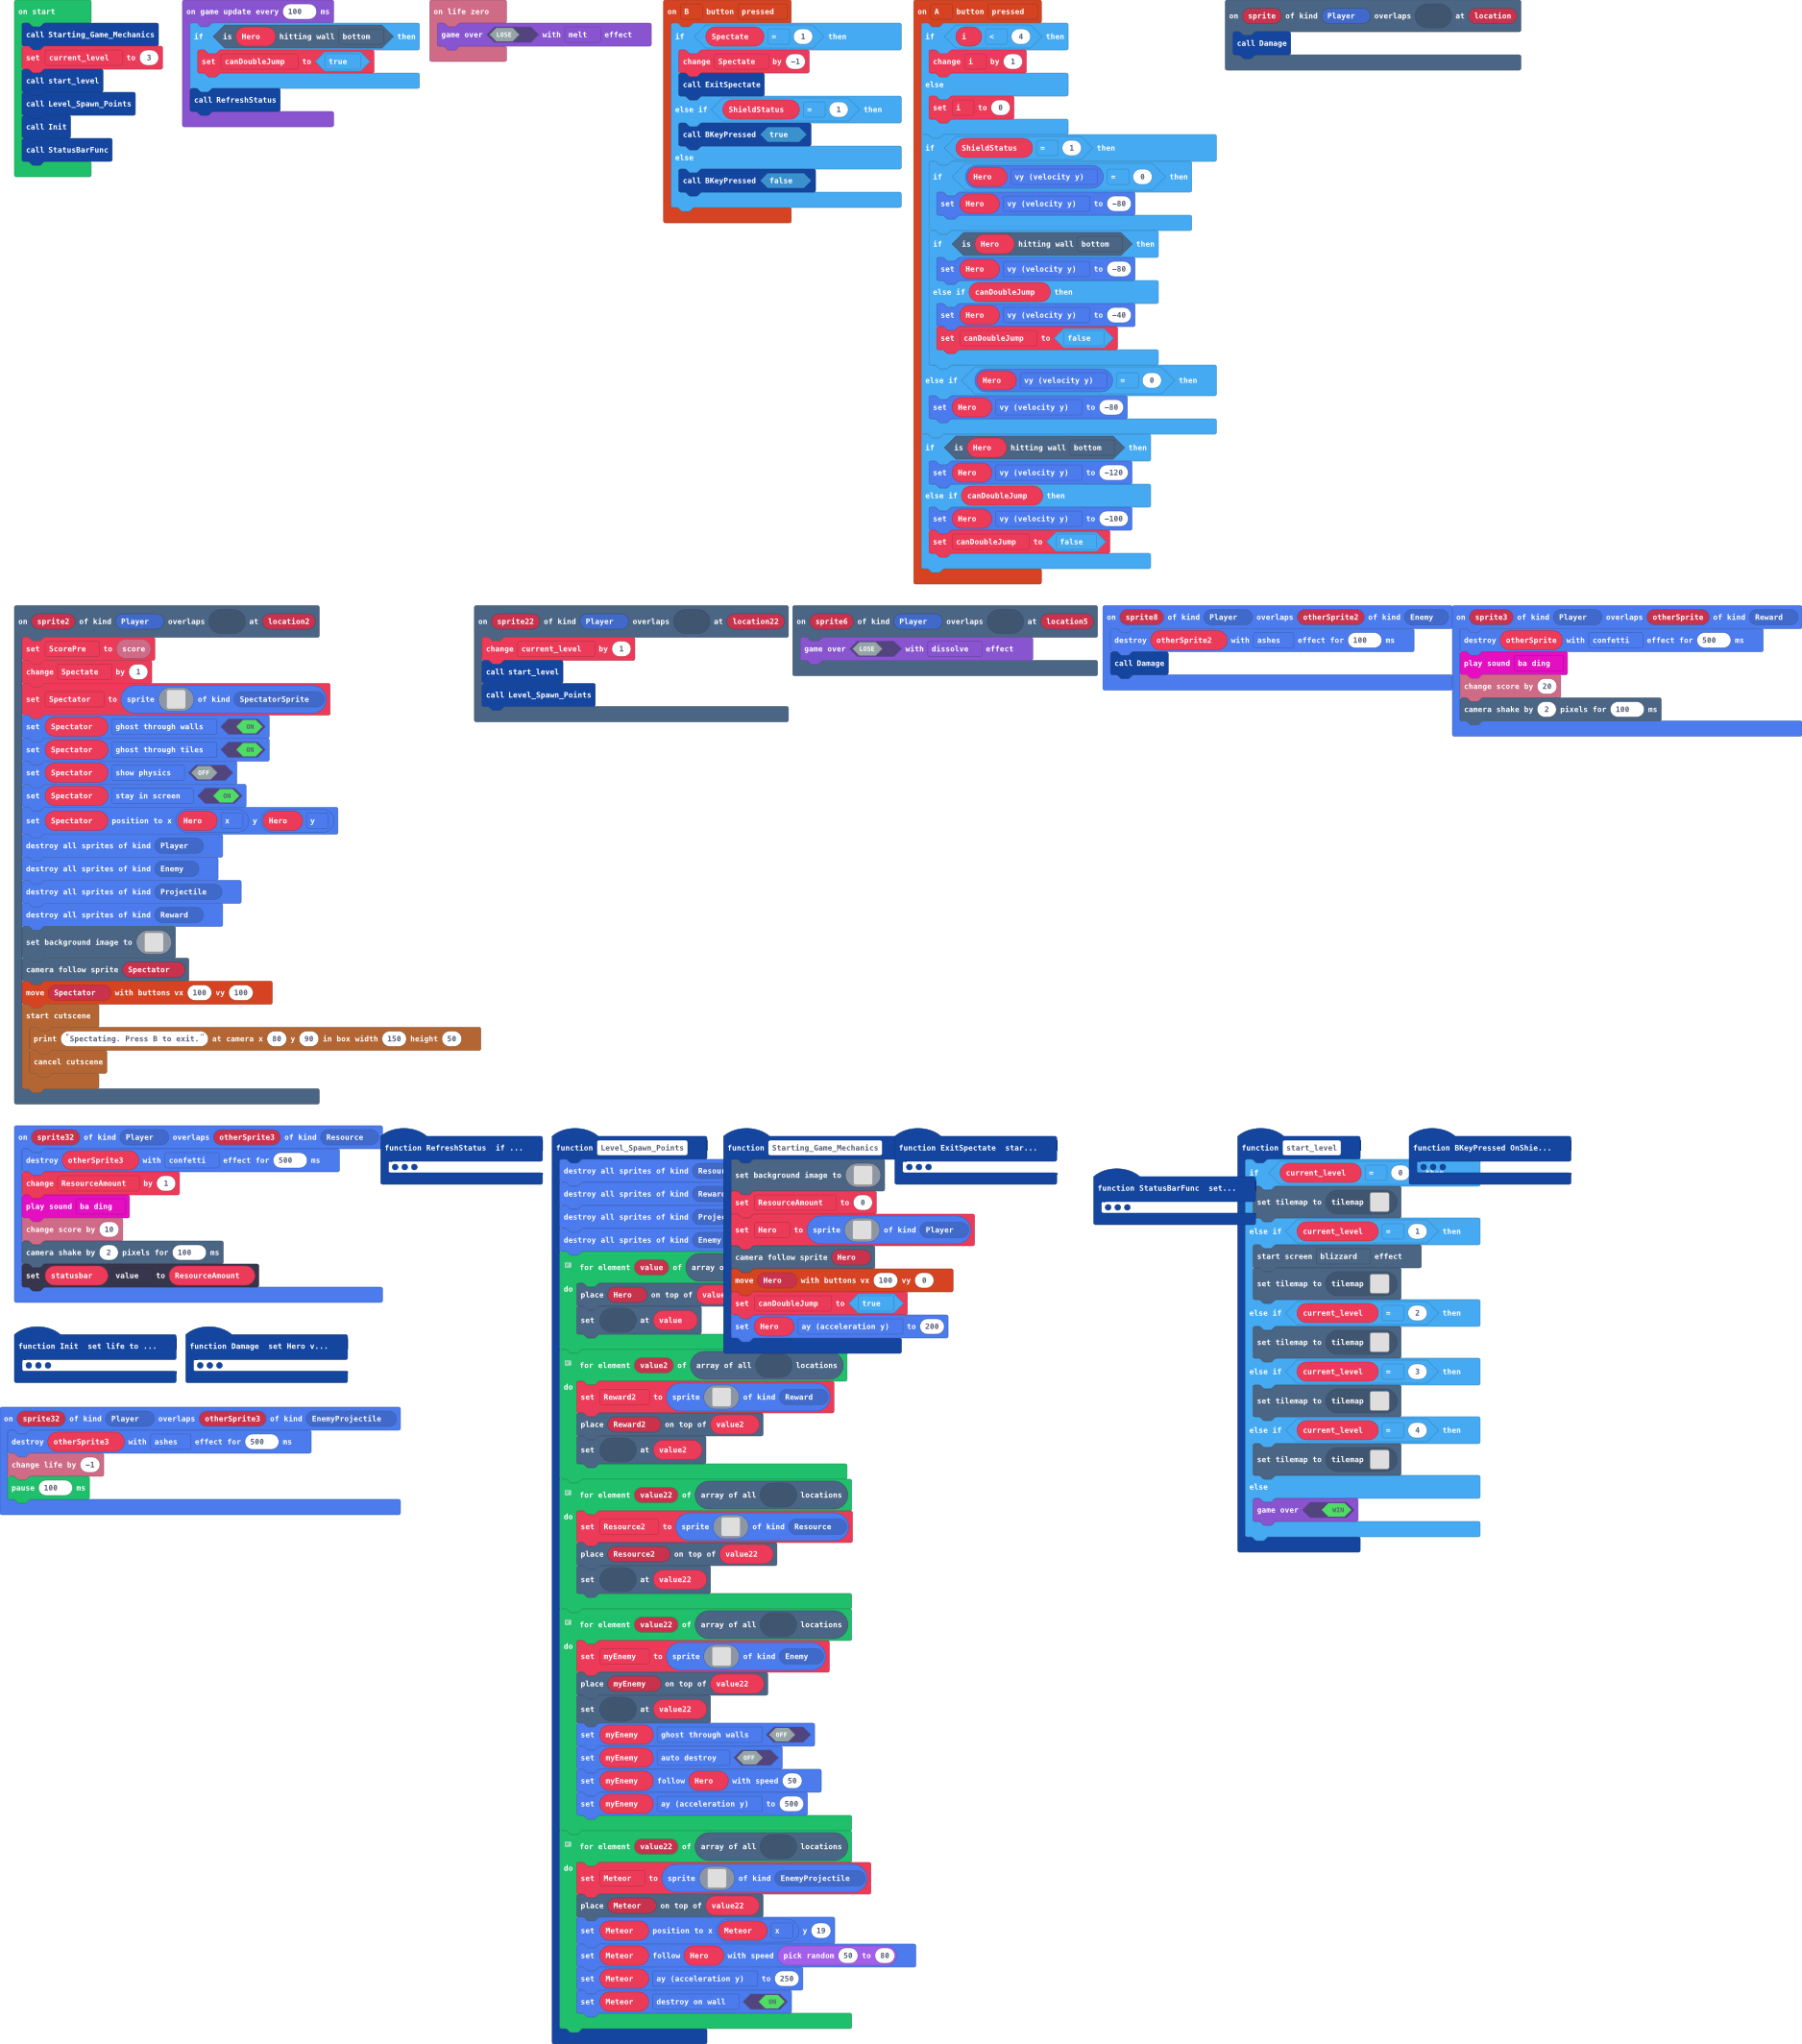 on start
call Starting_Game_Mechanics
set current_level to 3
call start_level
call Level_Spawn_Points
call Init
call StatusBarFunc
on game update every 100 ms
if is Hero hitting wall bottom then
set canDoubleJump to true
call RefreshStatus
on life zero
game over LOSE with melt effect
on B button pressed
if Spectate = 1 then
change Spectate by -1
call ExitSpectate
else if ShieldStatus = 1 then
call BKeyPressed true
else
call BKeyPressed false
on A button pressed
if i < 4 then
change i by 1
else
set i to 0
if ShieldStatus = 1 then
if Hero vy (velocity y) = 0 then
set Hero vy (velocity y) to -80
if is Hero hitting wall bottom then
set Hero vy (velocity y) to -80
else if canDoubleJump then
set Hero vy (velocity y) to -40
set canDoubleJump to false
else if Hero vy (velocity y) = 0 then
set Hero vy (velocity y) to -80
if is Hero hitting wall bottom then
set Hero vy (velocity y) to -120
else if canDoubleJump then
set Hero vy (velocity y) to -100
set canDoubleJump to false
on sprite of kind Player overlaps at location
call Damage
on sprite2 of kind Player overlaps at location2
set ScorePre to score
change Spectate by 1
set Spectator to sprite of kind SpectatorSprite
set Spectator ghost through walls ON
set Spectator ghost through tiles ON
set Spectator show physics OFF
set Spectator stay in screen ON
set Spectator position to x Hero x y Hero y
destroy all sprites of kind Player
destroy all sprites of kind Enemy
destroy all sprites of kind Projectile
destroy all sprites of kind Reward
set background image to
camera follow sprite Spectator
move Spectator with buttons vx 100 vy 100
start cutscene
print "Spectating. Press B to exit." at camera x 80 y 90 in box width 150 height 50
cancel cutscene
on sprite22 of kind Player overlaps at location22
change current_level by 1
call start_level
call Level_Spawn_Points
on sprite6 of kind Player overlaps at location5
game over LOSE with dissolve effect
on sprite8 of kind Player overlaps otherSprite2 of kind Enemy
destroy otherSprite2 with ashes effect for 100 ms
call Damage
on sprite3 of kind Player overlaps otherSprite of kind Reward
destroy otherSprite with confetti effect for 500 ms
play sound ba ding
change score by 20
camera shake by 2 pixels for 100 ms
on sprite32 of kind Player overlaps otherSprite3 of kind Resource
destroy otherSprite3 with confetti effect for 500 ms
change ResourceAmount by 1
play sound ba ding
change score by 10
camera shake by 2 pixels for 100 ms
set statusbar value to ResourceAmount
function RefreshStatus if ...
function Init set life to ...
function Damage set Hero v...
on sprite32 of kind Player overlaps otherSprite3 of kind EnemyProjectile
destroy otherSprite3 with ashes effect for 500 ms
change life by -1
pause 100 ms
function Level_Spawn_Points
destroy all sprites of kind Resour
destroy all sprites of kind Reward
destroy all sprites of kind Projec
destroy all sprites of kind Enemy
for element value of array o
do
place Hero on top of value
set at value
for element value2 of array of all locations
do
set Reward2 to sprite of kind Reward
place Reward2 on top of value2
set at value2
for element value22 of array of all locations
do
set Resource2 to sprite of kind Resource
place Resource2 on top of value22
set at value22
for element value22 of array of all locations
do
set myEnemy to sprite of kind Enemy
place myEnemy on top of value22
set at value22
set myEnemy ghost through walls OFF
set myEnemy auto destroy OFF
set myEnemy follow Hero with speed 50
set myEnemy ay (acceleration y) to 500
for element value22 of array of all locations
do
set Meteor to sprite of kind EnemyProjectile
place Meteor on top of value22
set Meteor position to x Meteor x y 19
set Meteor follow Hero with speed pick random 50 to 80
set Meteor ay (acceleration y) to 250
set Meteor destroy on wall ON
function Starting_Game_Mechanics
set background image to
set ResourceAmount to 0
set Hero to sprite of kind Player
camera follow sprite Hero
move Hero with buttons vx 100 vy 0
set canDoubleJump to true
set Hero ay (acceleration y) to 200
function ExitSpectate star...
function StatusBarFunc set...
function start_level
if current_level = 0
set tilemap to tilemap
else if current_level = 1 then
start screen blizzard effect
set tilemap to tilemap
else if current_level = 2 then
set tilemap to tilemap
else if current_level = 3 then
set tilemap to tilemap
else if current_level = 4 then
set tilemap to tilemap
else
game over WIN
function BKeyPressed OnShie...